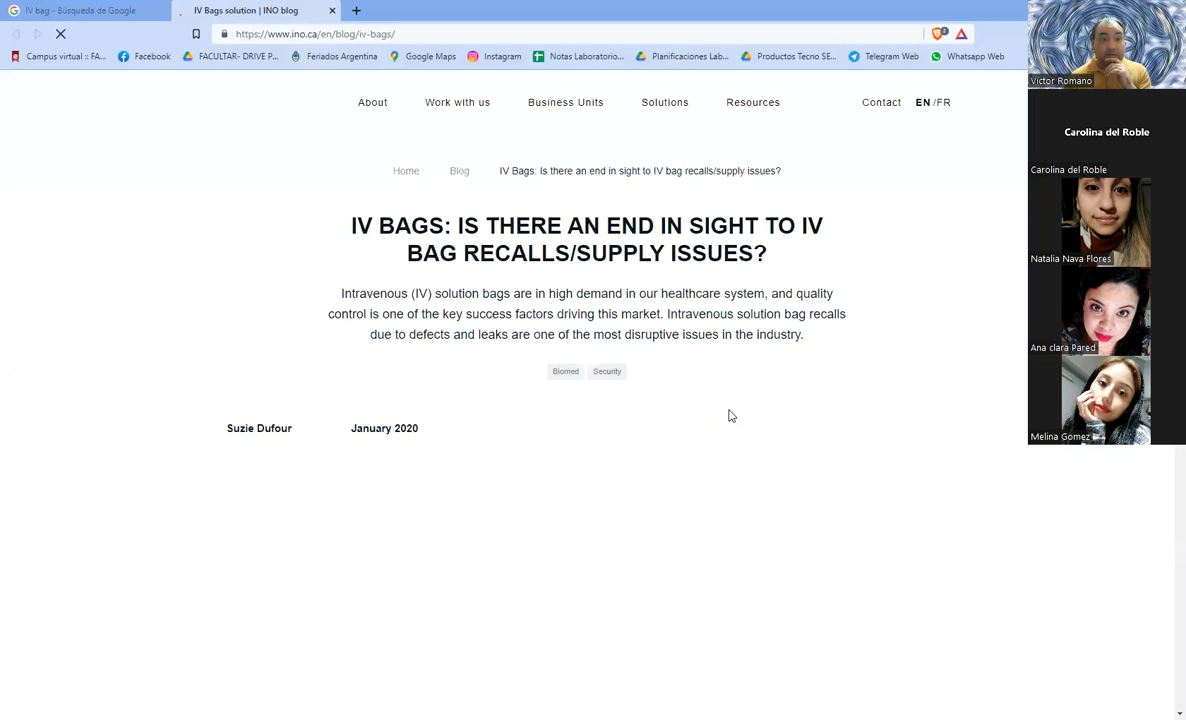 IV bag - Búsqueda de Google
IV Bags solution | INO blog
https://www.ino.ca/en/blog/iv-bags/
Campus virtual :: FA...
Facebook
FACULTAR- DRIVE P...
Feriados Argentina
Google Maps
Instagram
Notas Laboratorio...
Planificaciones Lab...
Productos Tecno SE...
Telegram Web
Whatsapp Web
About
Work with us
Business Units
Solutions
Resources
Contact
EN /FR
Home
Blog
IV Bags: Is there an end in sight to IV bag recalls/supply issues?
IV BAGS: IS THERE AN END IN SIGHT TO IV
BAG RECALLS/SUPPLY ISSUES?
Intravenous (IV) solution bags are in high demand in our healthcare system, and quality
control is one of the key success factors driving this market. Intravenous solution bag recalls
due to defects and leaks are one of the most disruptive issues in the industry.
Biomed
Security
Suzie Dufour
January 2020
Victor Romano
Carolina del Roble
Carolina del Roble
Natalia Nava Flores
Ana clara Pared
Melina Gomez